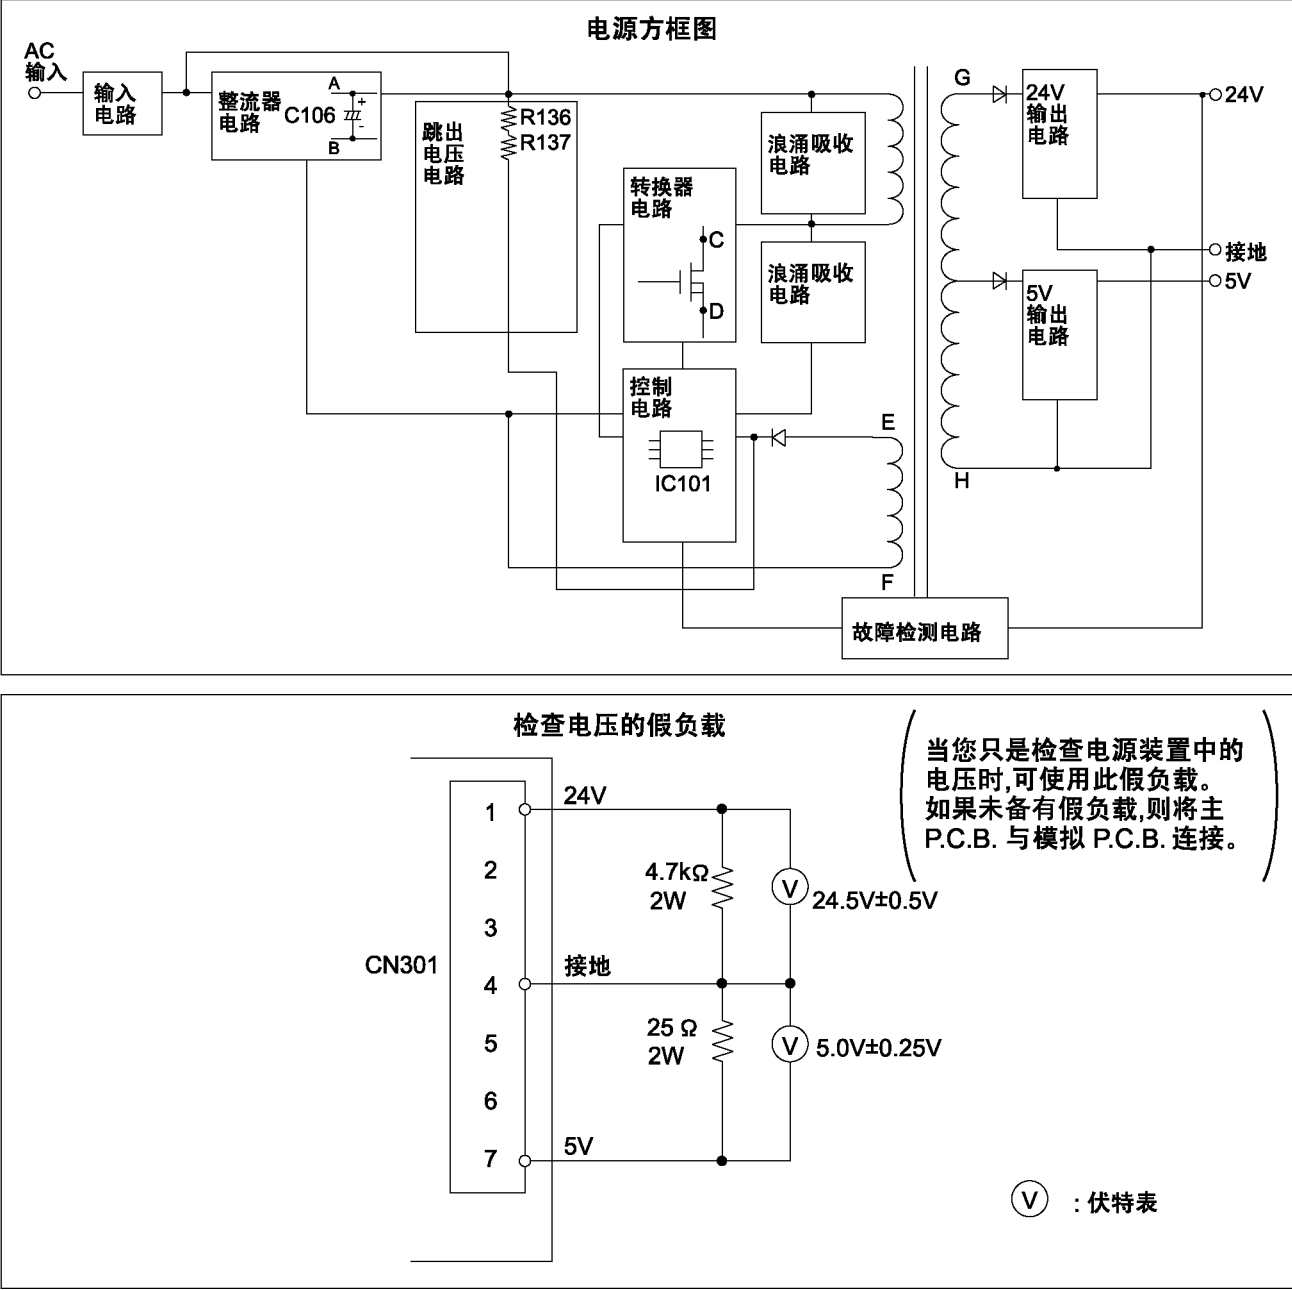 电源方框图
AC
输入
输入
电路
整流器
电路
C106
A
+
-
B
跳出
电压
电路
R136
R137
转换器
电路
C
D
浪涌吸收
电路
浪涌吸收
电路
控制
电路
IC101
E
F
G
H
24V
输出
电路
24V
接地
5V
5V
输出
电路
故障检测电路
检查电压的假负载
当您只是检查电源装置中的
电压时,可使用此假负载。
如果未备有假负载,则将主
P.C.B. 与模拟 P.C.B. 连接。
CN301
1
2
3
4
5
6
7
24V
4.7kΩ
2W
V
24.5V±0.5V
接地
25 Ω
2W
V
5.0V±0.25V
5V
V : 伏特表